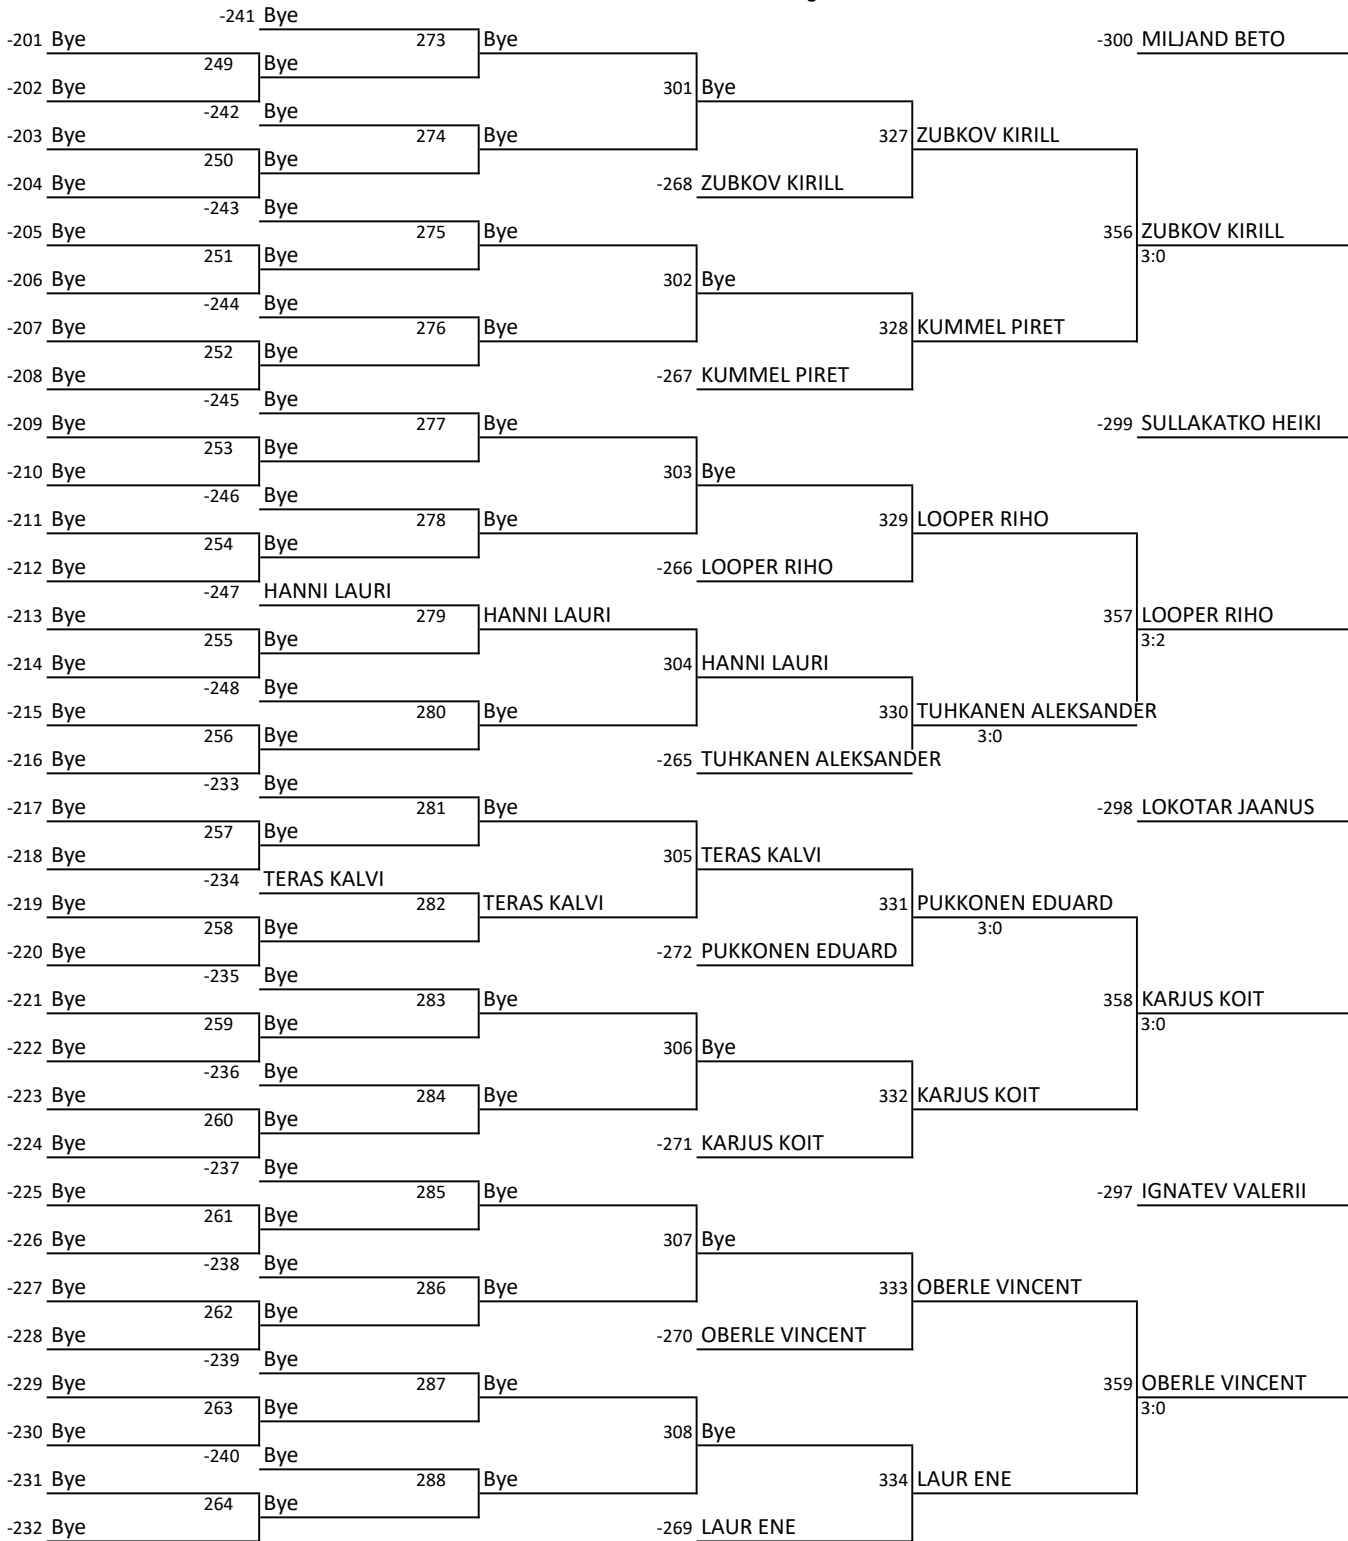 -241 Bye
-201 Bye 273 Bye -300 MILJAND BETO
249 Bye
-202 Bye 301 Bye
-242 Bye
-203 Bye 274 Bye 327 ZUBKOV KIRILL
250 Bye
-204 Bye -268 ZUBKOV KIRILL
-243 Bye
-205 Bye 275 Bye 356 ZUBKOV KIRILL
251 Bye 3:0
-206 Bye 302 Bye
-244 Bye
-207 Bye 276 Bye 328 KUMMEL PIRET
252 Bye
-208 Bye -267 KUMMEL PIRET
-245 Bye
-209 Bye 277 Bye -299 SULLAKATKO HEIKI
253 Bye
-210 Bye 303 Bye
-246 Bye
-211 Bye 278 Bye 329 LOOPER RIHO
254 Bye
-212 Bye -266 LOOPER RIHO
-247 HANNI LAURI
-213 Bye 279 HANNI LAURI 357 LOOPER RIHO
255 Bye 3:2
-214 Bye 304 HANNI LAURI
-248 Bye
-215 Bye 280 Bye 330 TUHKANEN ALEKSANDER
256 Bye 3:0
-216 Bye -265 TUHKANEN ALEKSANDER
-233 Bye
-217 Bye 281 Bye -298 LOKOTAR JAANUS
257 Bye
-218 Bye 305 TERAS KALVI
-234 TERAS KALVI
-219 Bye 282 TERAS KALVI 331 PUKKONEN EDUARD
258 Bye 3:0
-220 Bye -272 PUKKONEN EDUARD
-235 Bye
-221 Bye 283 Bye 358 KARJUS KOIT
259 Bye 3:0
-222 Bye 306 Bye
-236 Bye
-223 Bye 284 Bye 332 KARJUS KOIT
260 Bye
-224 Bye -271 KARJUS KOIT
-237 Bye
-225 Bye 285 Bye -297 IGNATEV VALERII
261 Bye
-226 Bye 307 Bye
-238 Bye
-227 Bye 286 Bye 333 OBERLE VINCENT
262 Bye
-228 Bye -270 OBERLE VINCENT
-239 Bye
-229 Bye 287 Bye 359 OBERLE VINCENT
263 Bye 3:0
-230 Bye 308 Bye
-240 Bye
-231 Bye 288 Bye 334 LAUR ENE
264 Bye
-232 Bye -269 LAUR ENE